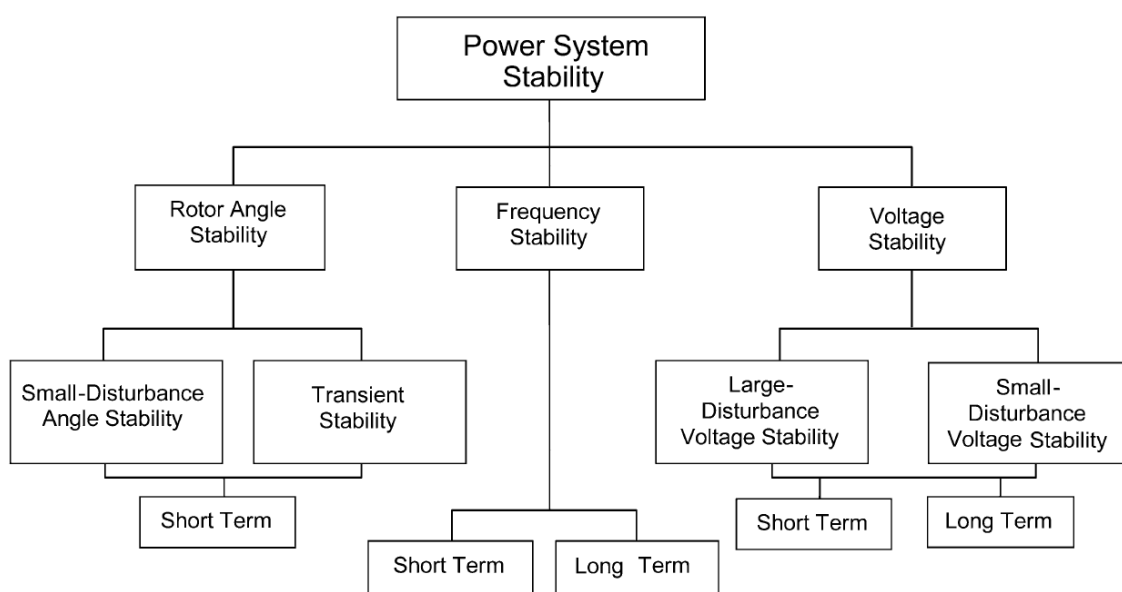 Power System
Stability
Rotor Angle
Stability
Frequency
Stability
Voltage
Stability
Small-Disturbance
Angle Stability
Transient
Stability
Large-
Disturbance
Voltage Stability
Small-
Disturbance
Voltage Stability
Short Term
Short Term
Long Term
Short Term
Long Term